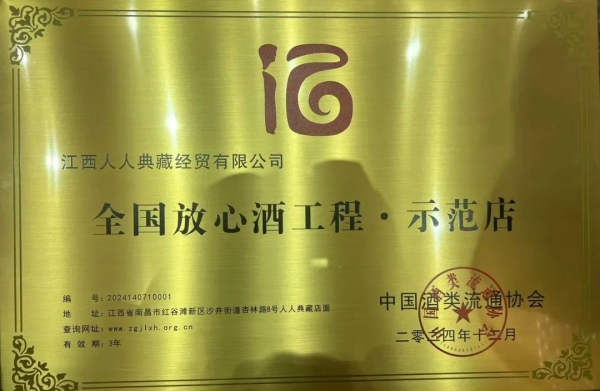 江西人人典藏经贸有限公司
全国放心酒工程·示范店
编 号:2024140710001
地 址:江西省南昌市红谷滩新区沙井街道杏林路8号人人典藏店面
查询网址:www.zgjlxh.org.cn
有 效 期:3年
中国酒类流通协会
二零二四年十二月